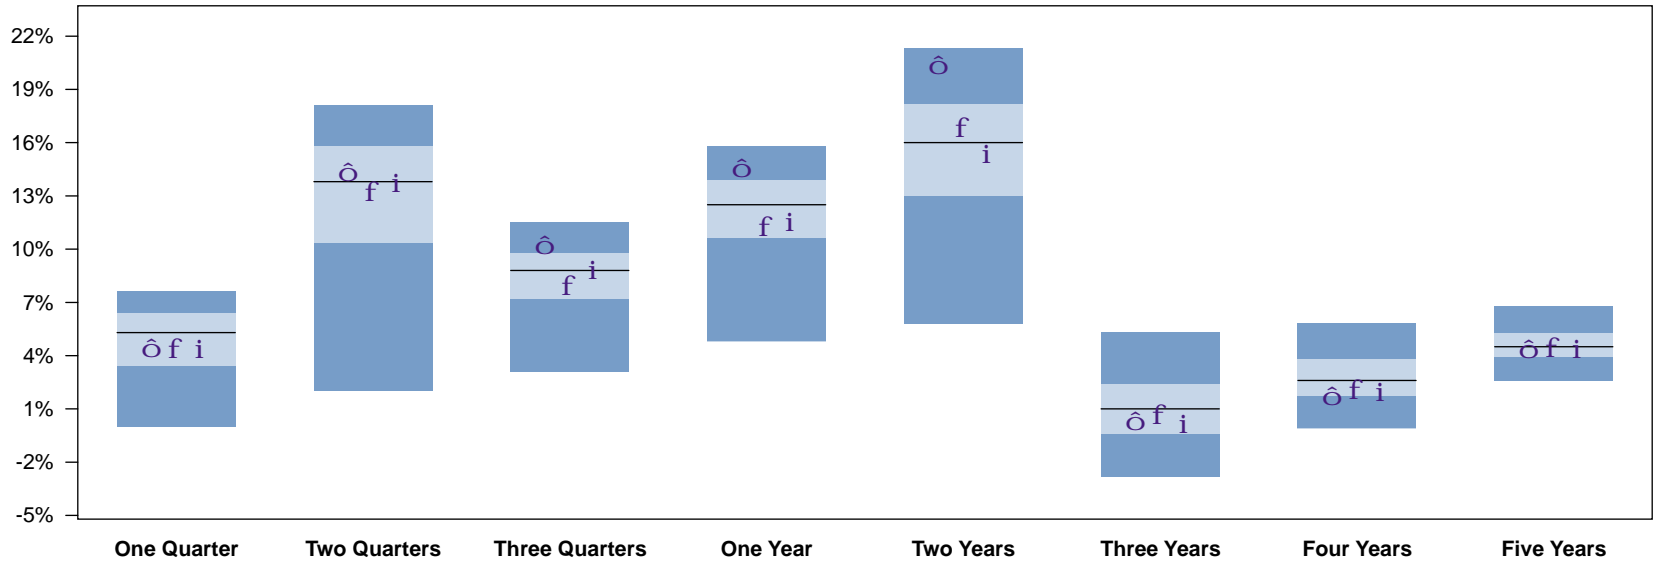 22%
19%
16%
13%
10%
7%
4%
1%
-2%
-5%
ô f i
ô f i
ô f i
ô f i
ô f i
ô f i
ô f i
ô f i
One Quarter Two Quarters Three Quarters One Year Two Years Three Years Four Years Five Years